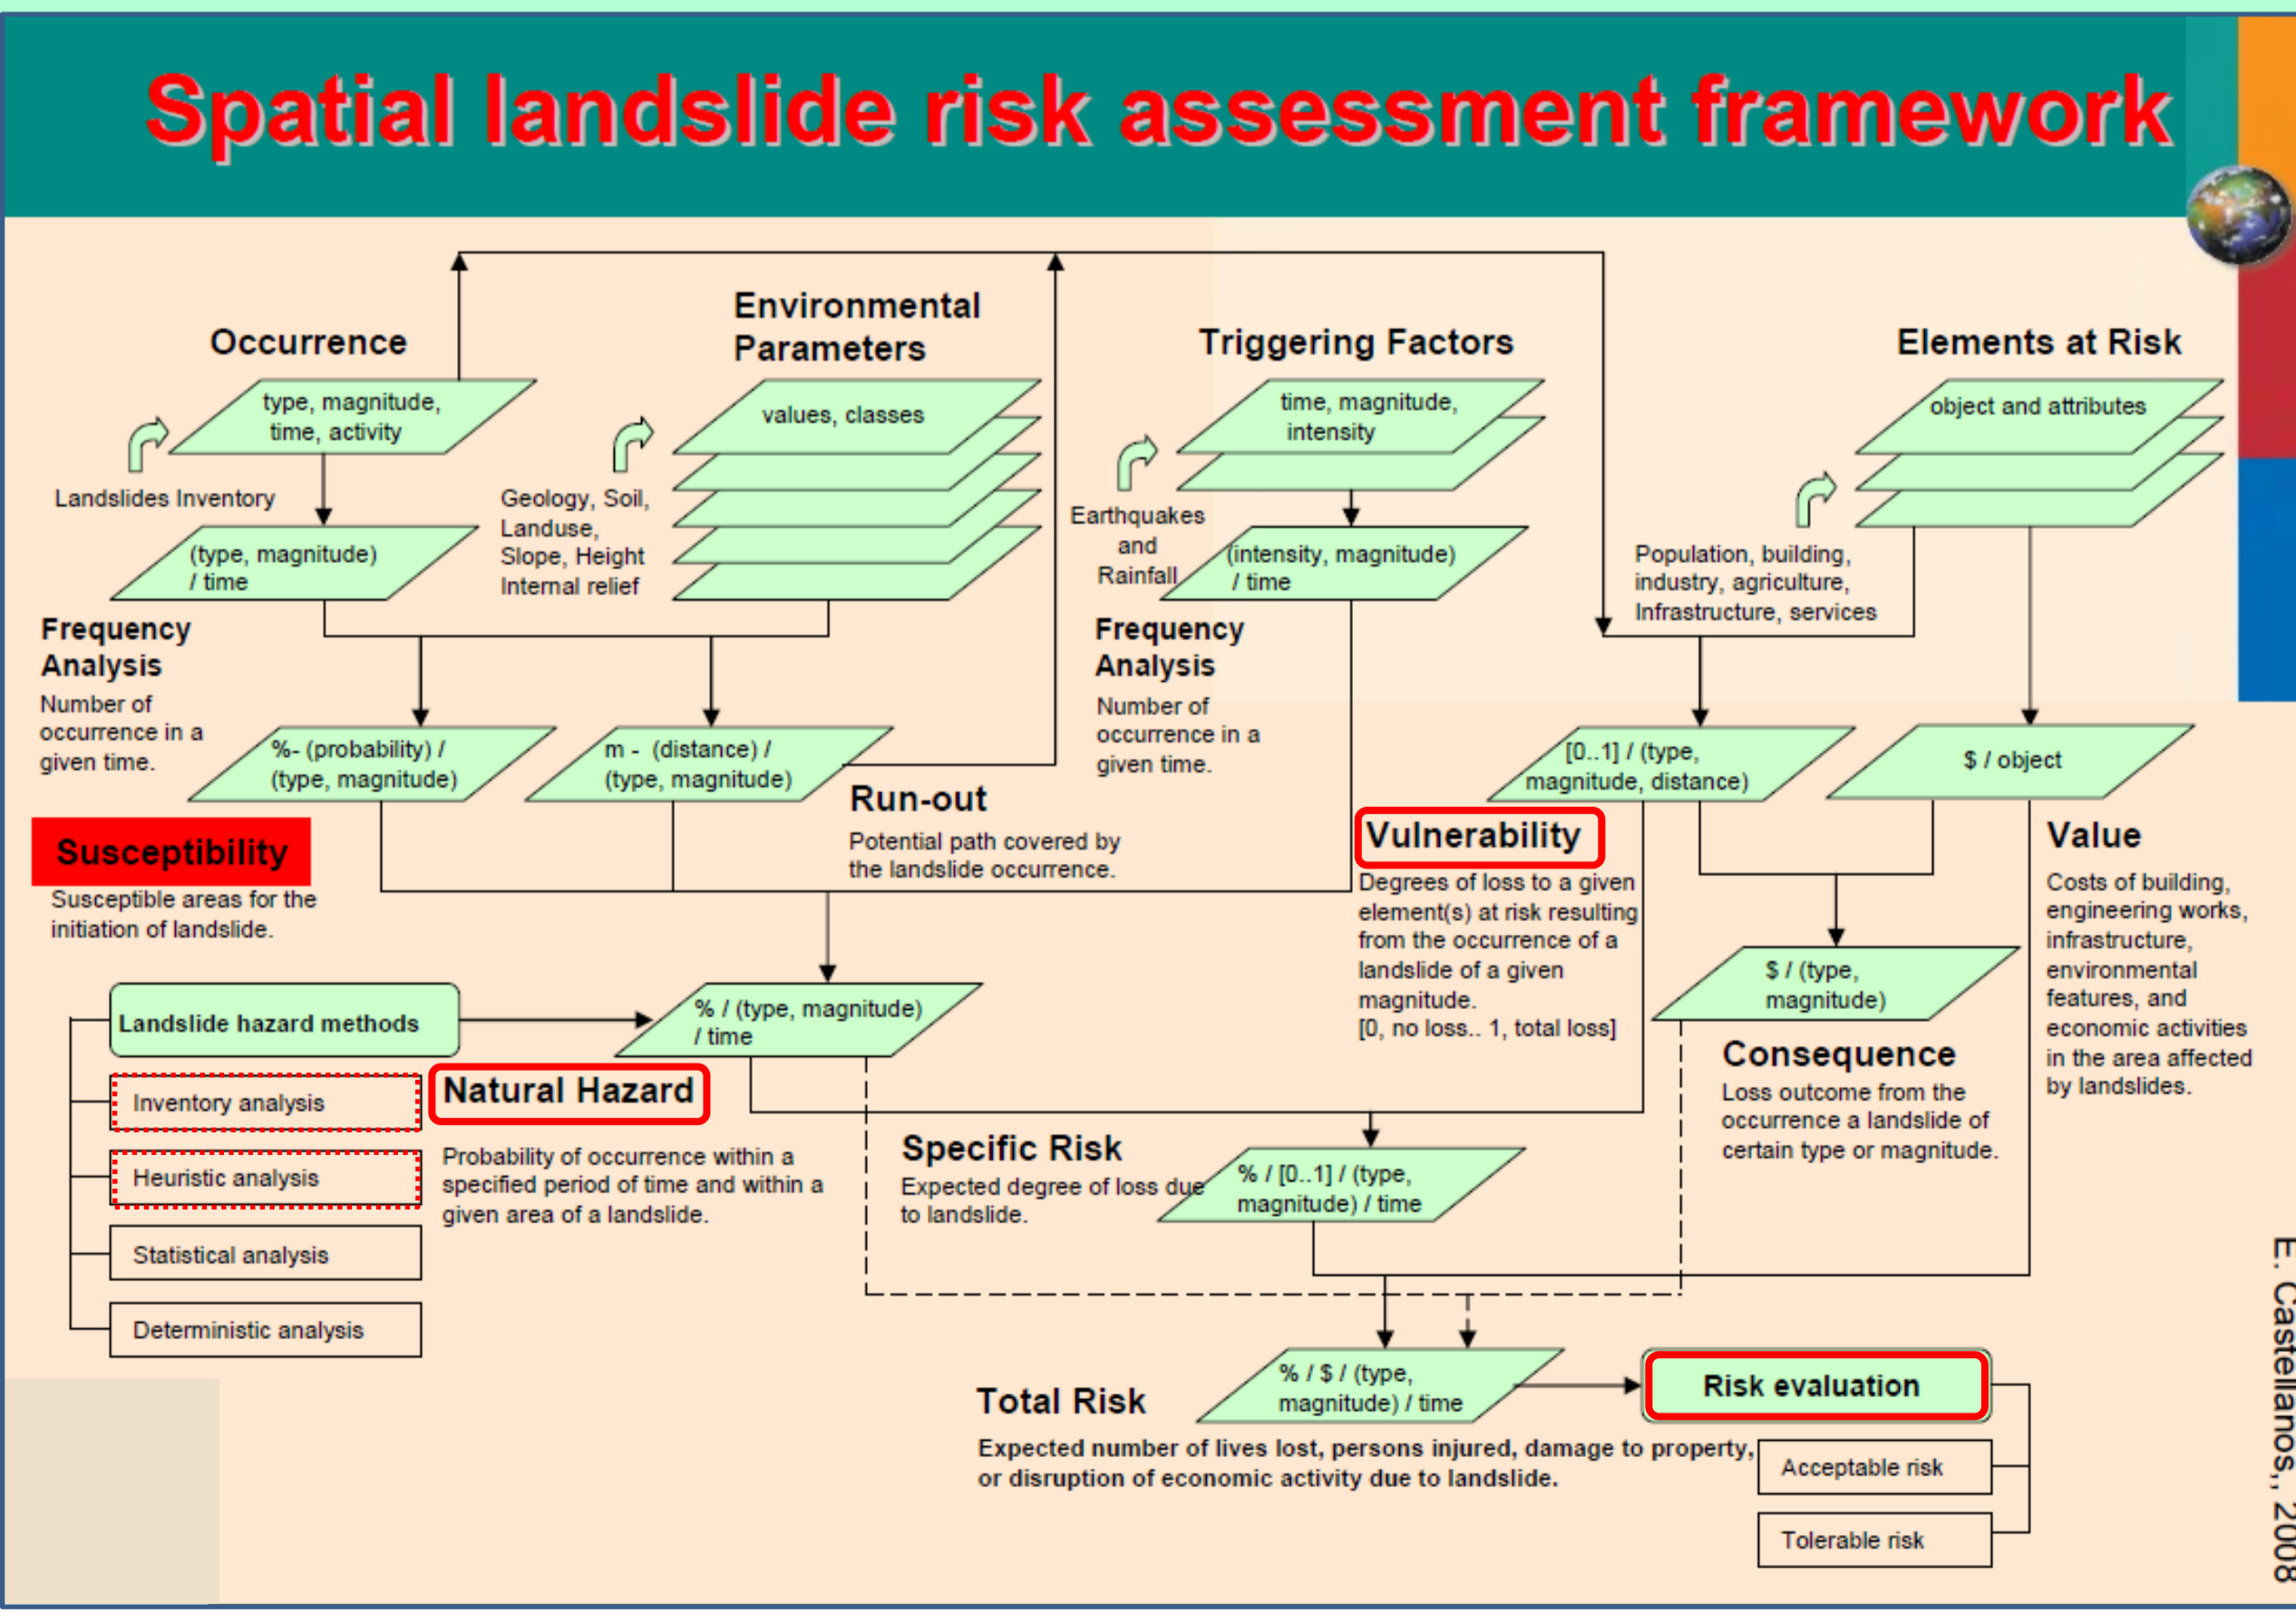 Spatial landslide risk assessment framework
Occurrence
Environmental
Parameters
Triggering Factors
Elements at Risk
type, magnitude,
time, activity
values, classes
time, magnitude,
intensity
object and attributes
Landslides Inventory
Geology, Soil,
Landuse,
Slope, Height
Internal relief
Earthquakes
and
Rainfall
Population, building,
industry, agriculture,
Infrastructure, services
(type, magnitude)
/ time
(intensity, magnitude)
/ time
Frequency
Analysis
Number of
occurrence in a
given time.
Frequency
Analysis
Number of
occurrence in a
given time.
%- (probability) /
(type, magnitude)
m - (distance) /
(type, magnitude)
[0..1] / (type,
magnitude, distance)
$ / object
Susceptibility
Susceptible areas for the
initiation of landslide.
Run-out
Potential path covered by
the landslide occurrence.
Vulnerability
Degrees of loss to a given
element(s) at risk resulting
from the occurrence of a
landslide of a given
magnitude.
[0, no loss.. 1, total loss]
Value
Costs of building,
engineering works,
infrastructure,
environmental
features, and
economic activities
in the area affected
by landslides.
Landslide hazard methods
Inventory analysis
Heuristic analysis
Statistical analysis
Deterministic analysis
% / (type, magnitude)
/ time
Natural Hazard
Probability of occurrence within a
specified period of time and within a
given area of a landslide.
$ / (type,
magnitude)
Consequence
Loss outcome from the
occurrence a landslide of
certain type or magnitude.
Specific Risk
Expected degree of loss due
to landslide.
% / [0..1] / (type,
magnitude) / time
Total Risk
% / $ / (type,
magnitude) / time
Expected number of lives lost, persons injured, damage to property,
or disruption of economic activity due to landslide.
Risk evaluation
Acceptable risk
Tolerable risk
E. Castellanos,, 2008